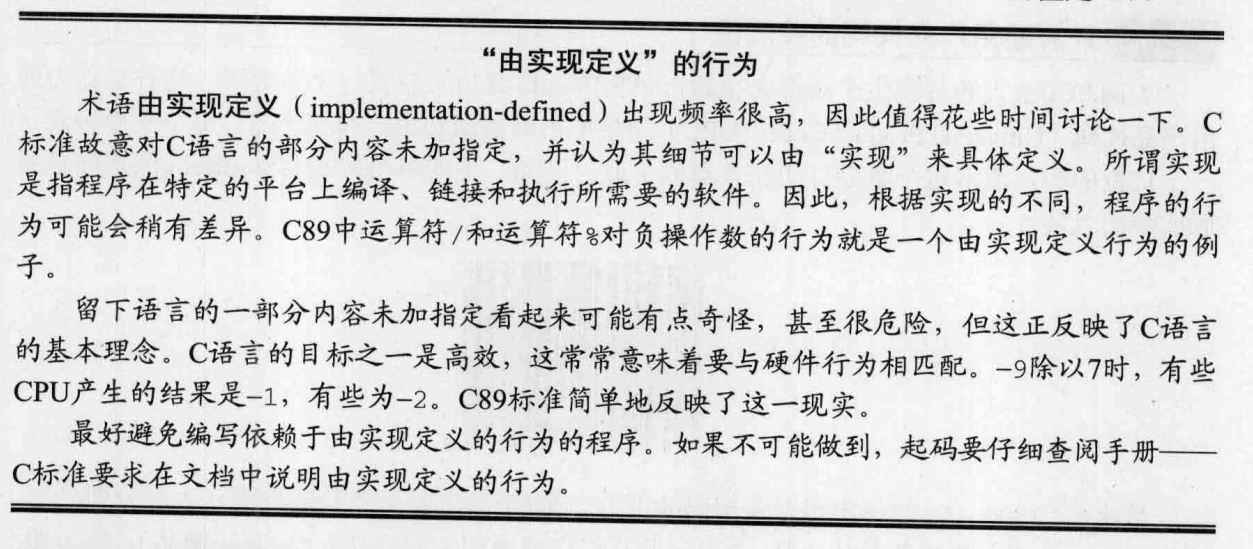 “由实现定义”的行为
术语由实现定义（implementation-defined）出现频率很高，因此值得花些时间讨论一下。C
标准故意对C语言的部分内容未加指定，并认为其细节可以由“实现”来具体定义。所谓实现
是指程序在特定的平台上编译、链接和执行所需要的软件。因此，根据实现的不同，程序的行
为可能会稍有差异。C89中运算符/和运算符%对负操作数的行为就是一个由实现定义行为的例
子。
留下语言的一部分内容未加指定看起来可能有点奇怪，甚至很危险，但这正反映了C语言
的基本理念。C语言的目标之一是高效，这常常意味着要与硬件行为相匹配。–9除以7时，有些
CPU产生的结果是–1，有些为–2。C89标准简单地反映了这一现实。
最好避免编写依赖于由实现定义的行为的程序。如果不可能做到，起码要仔细查阅手册——
C标准要求在文档中说明由实现定义的行为。